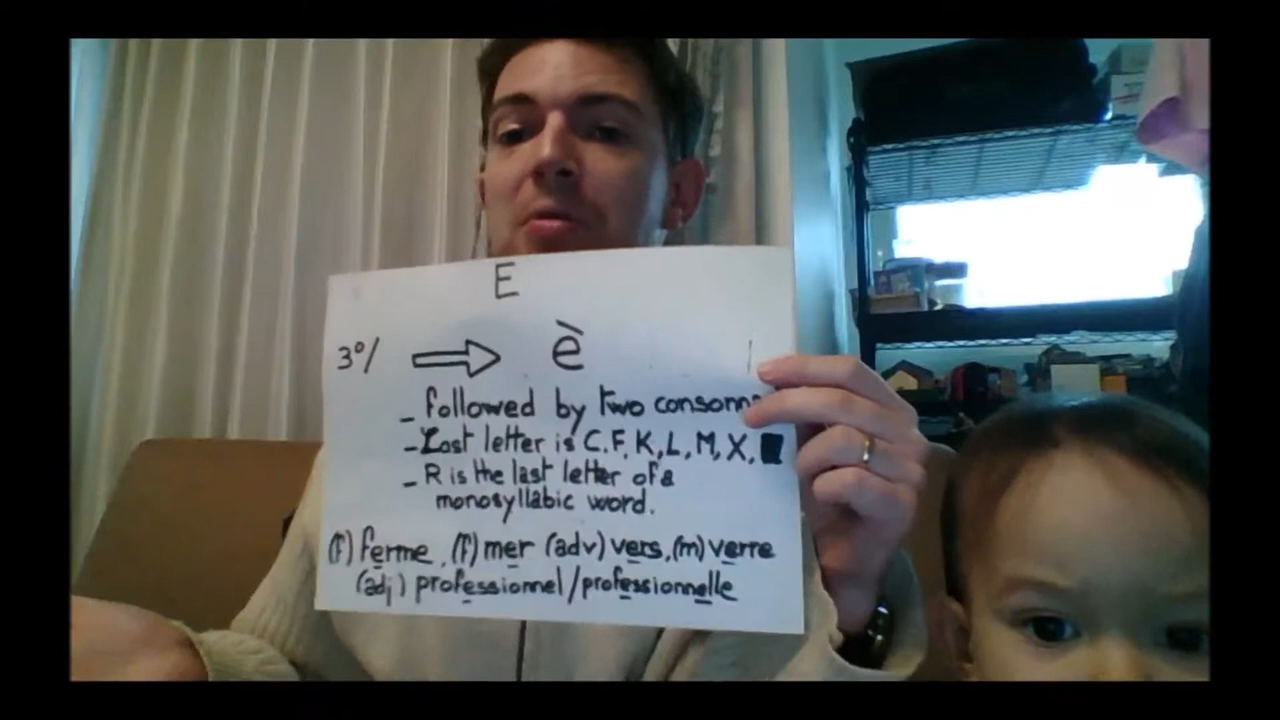 E
3°/ ⇒ è
- followed by two
- Last letter is C.F,K,L,M,X,
- R is the last letter of a
monosyllabic word.
(f) ferme, (f) mer (adv) vers, (m) verre
(adj) professionnel/professionnelle